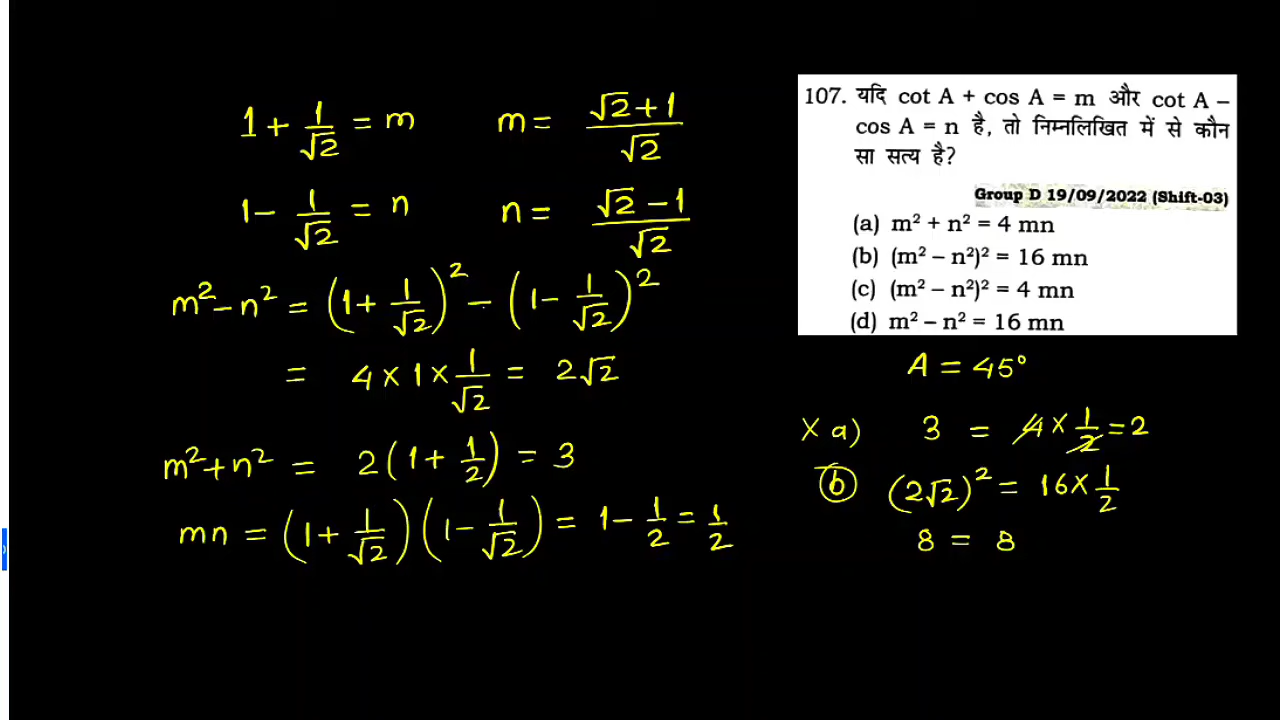 1 + 1/√2 = m   m = (√2 + 1)/√2
1 - 1/√2 = n   n = (√2 - 1)/√2
m² - n² = (1 + 1/√2)² - (1 - 1/√2)²
= 4 × 1 × 1/√2 = 2√2
m² + n² = 2(1 + 1/2) = 3
mn = (1 + 1/√2)(1 - 1/√2) = 1 - 1/2 = 1/2
107. यदि cot A + cos A = m और cot A –
cos A = n है, तो निम्नलिखित में से कौन
सा सत्य है?
Group D 19/09/2022 (Shift-03)
(a) m² + n² = 4 mn
(b) (m² – n²)² = 16 mn
(c) (m² – n²)² = 4 mn
(d) m² – n² = 16 mn
A = 45°
× a) 3 = 4 × 1/2 = 2
b (2√2)² = 16 × 1/2
8 = 8